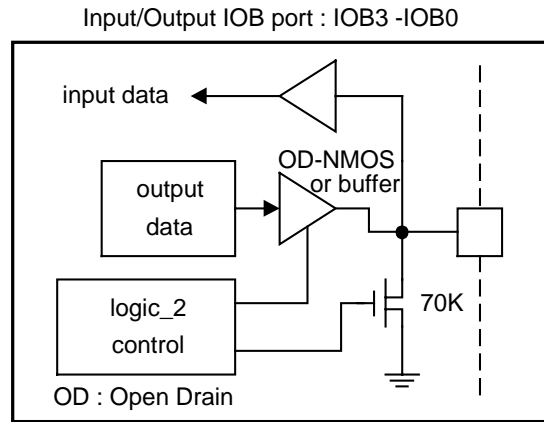 Input/Output IOB port : IOB3 -IOB0
input data
OD-NMOS
or buffer
output
data
70K
logic_2
control
OD : Open Drain